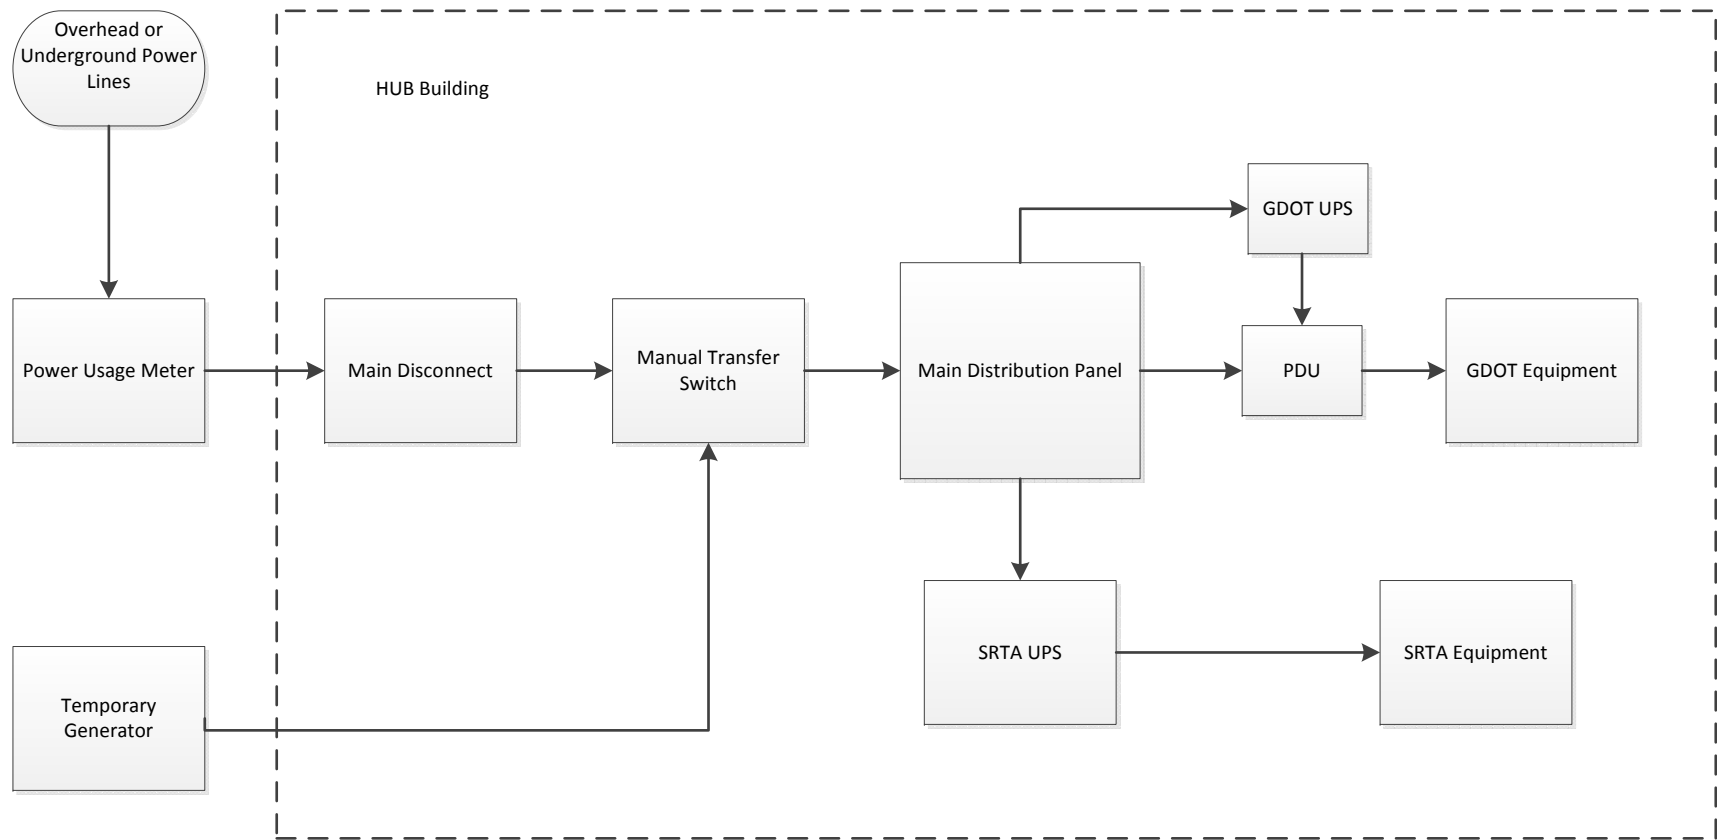 Overhead or
Underground Power
Lines
HUB Building
GDOT UPS
Power Usage Meter
Main Disconnect
Manual Transfer
Switch
Main Distribution Panel
PDU
GDOT Equipment
SRTA UPS
SRTA Equipment
Temporary
Generator